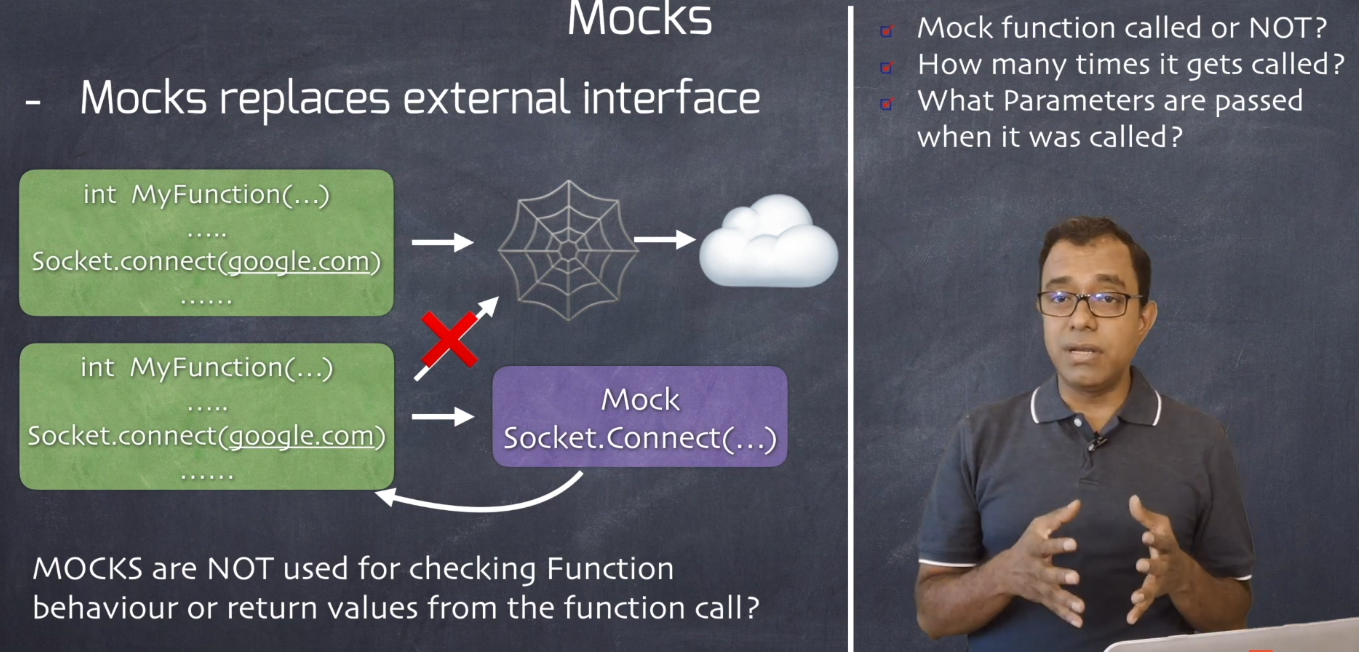 Mocks
- Mocks replaces external interface
int MyFunction(...)
.....
Socket.connect(google.com)
......
int MyFunction(...)
.....
Socket.connect(google.com)
......
Mock
Socket.Connect(...)
MOCKS are NOT used for checking Function
behaviour or return values from the function call?
Mock function called or NOT?
How many times it gets called?
What Parameters are passed
when it was called?